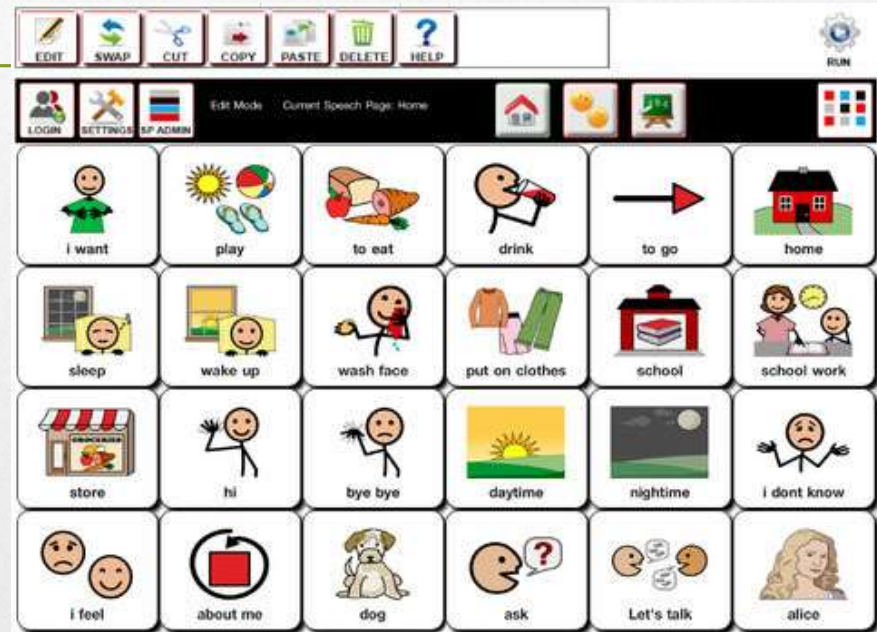 EDIT SWAP CUT COPY PASTE DELETE HELP
RUN
LOGIN SETTINGS SP ADMIN Edit Mode Current Speech Page: Home
i want play to eat drink to go home
sleep wake up wash face put on clothes school school work
GROCERIES
store hi bye bye daytime nightime i dont know
?
i feel about me dog ask Let's talk alice